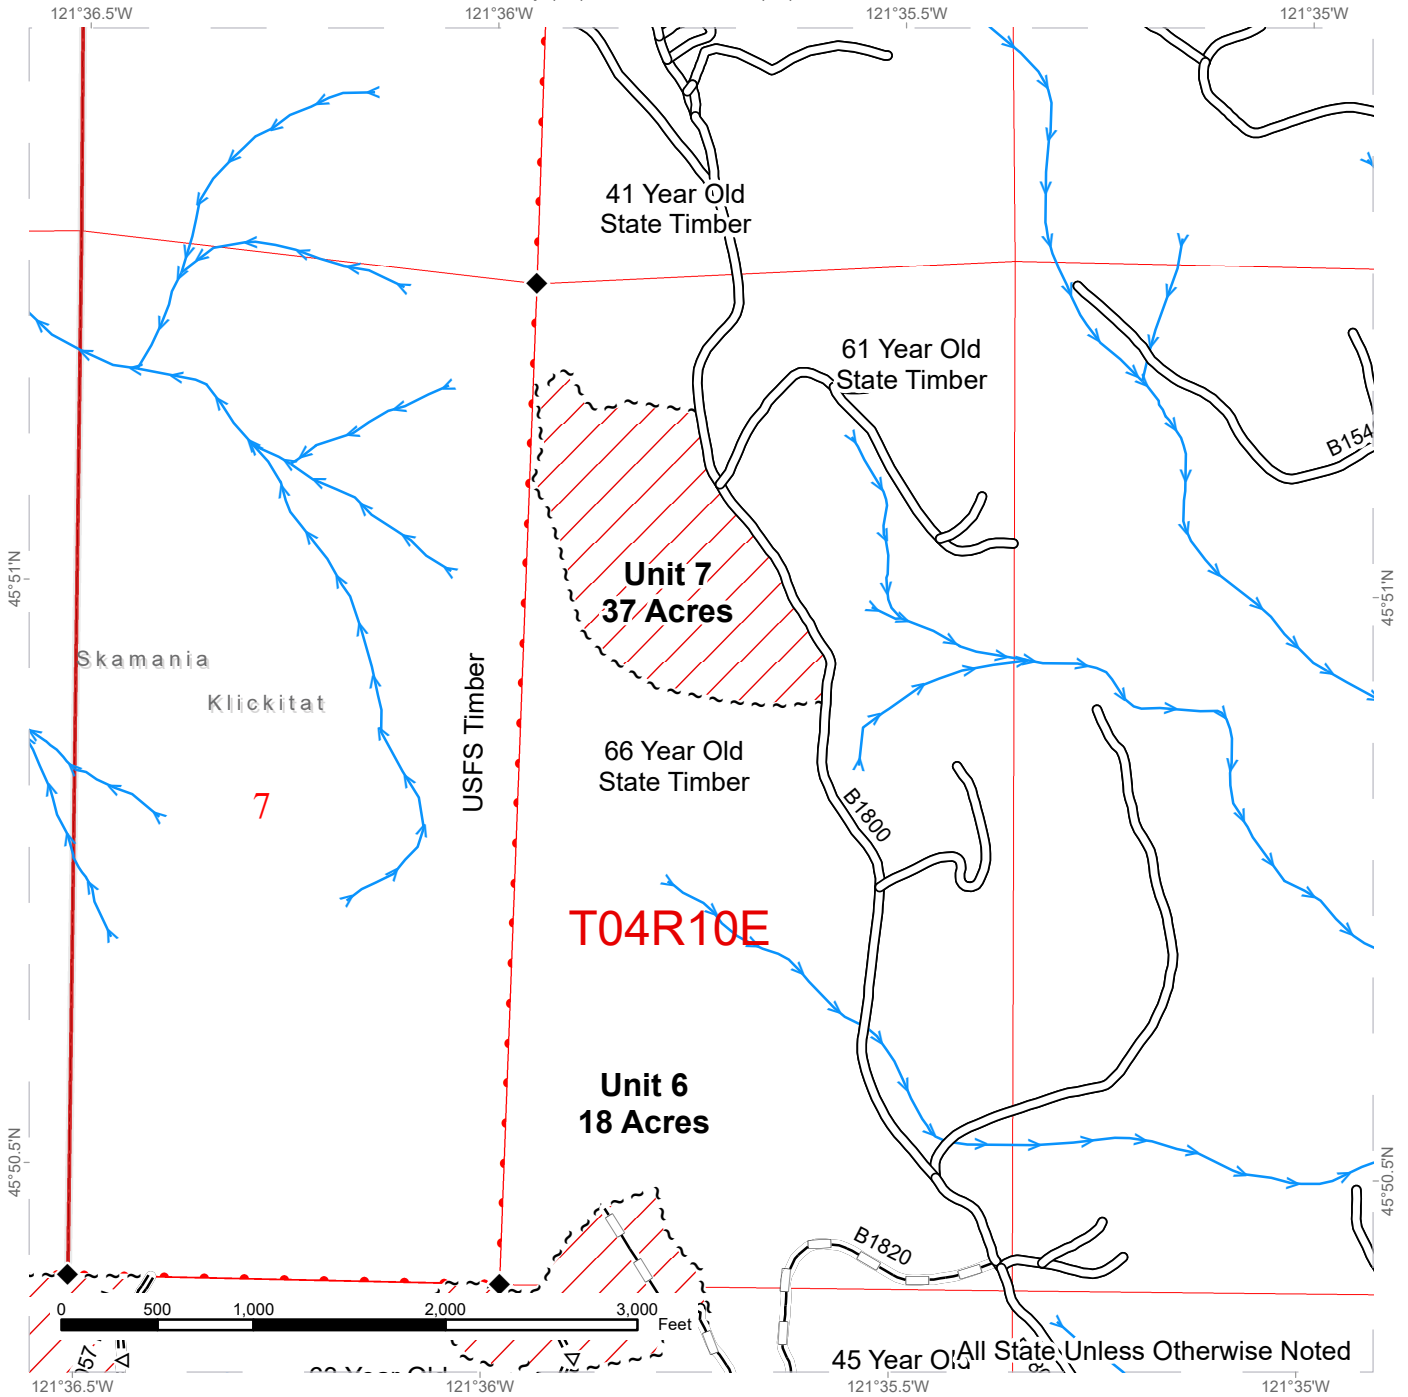 121°36.5'W
121°36'W
121°35.5'W
121°35'W
41 Year Old
State Timber
61 Year Old
State Timber
B154
45°51'N
45°51'N
Unit 7
37 Acres
Skamania
Klickitat
USFS Timber
66 Year Old
State Timber
B1800
7
T04R10E
Unit 6
18 Acres
45°50.5'N
45°50.5'N
B1820
0
500
1,000
2,000
3,000
Feet
45 Year Old
All State Unless Otherwise Noted
121°36.5'W
121°36'W
121°35.5'W
121°35'W